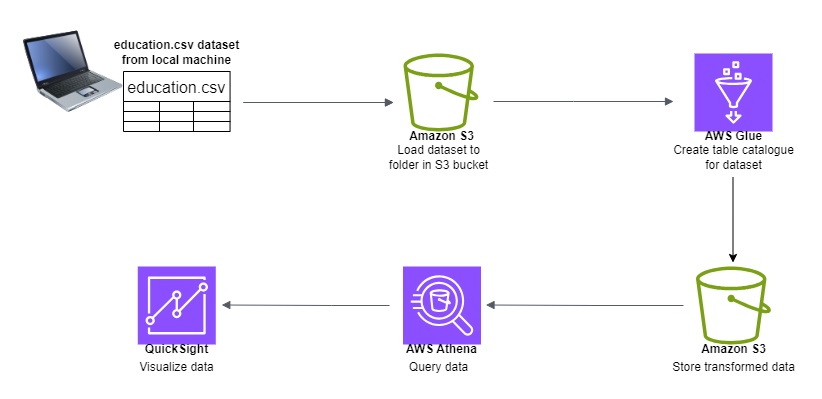 education.csv dataset
from local machine
education.csv
Amazon S3
Load dataset to
folder in S3 bucket
AWS Glue
Create table catalogue
for dataset
QuickSight
Visualize data
AWS Athena
Query data
Amazon S3
Store transformed data